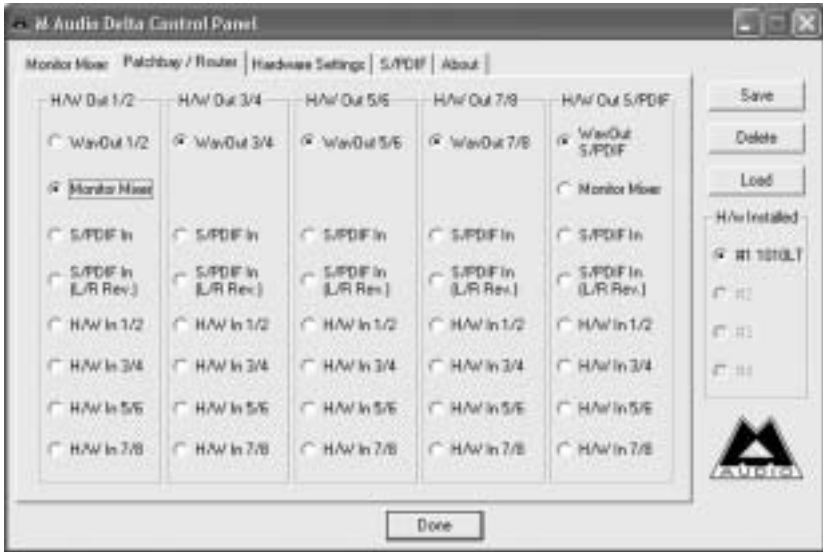 M Audio Delta Control Panel
Monitor Mixer Patchbay / Router Hardware Settings S/PDIF About
H/W Out 1/2 H/W Out 3/4 H/W Out 5/6 H/W Out 7/8 H/W Out S/PDIF
WavOut 1/2 WavOut 3/4 WavOut 5/6 WavOut 7/8 WavOut S/PDIF
Monitor Mixer Monitor Mixer
S/PDIF In S/PDIF In S/PDIF In S/PDIF In S/PDIF In
S/PDIF In (L/R Rev.) S/PDIF In (L/R Rev.) S/PDIF In (L/R Rev.) S/PDIF In (L/R Rev.) S/PDIF In (L/R Rev.)
H/W In 1/2 H/W In 1/2 H/W In 1/2 H/W In 1/2 H/W In 1/2
H/W In 3/4 H/W In 3/4 H/W In 3/4 H/W In 3/4 H/W In 3/4
H/W In 5/6 H/W In 5/6 H/W In 5/6 H/W In 5/6 H/W In 5/6
H/W In 7/8 H/W In 7/8 H/W In 7/8 H/W In 7/8 H/W In 7/8
Save
Delete
Load
H/w Installed
#1 1010LT
#2
#3
#4
AUDIO
Done